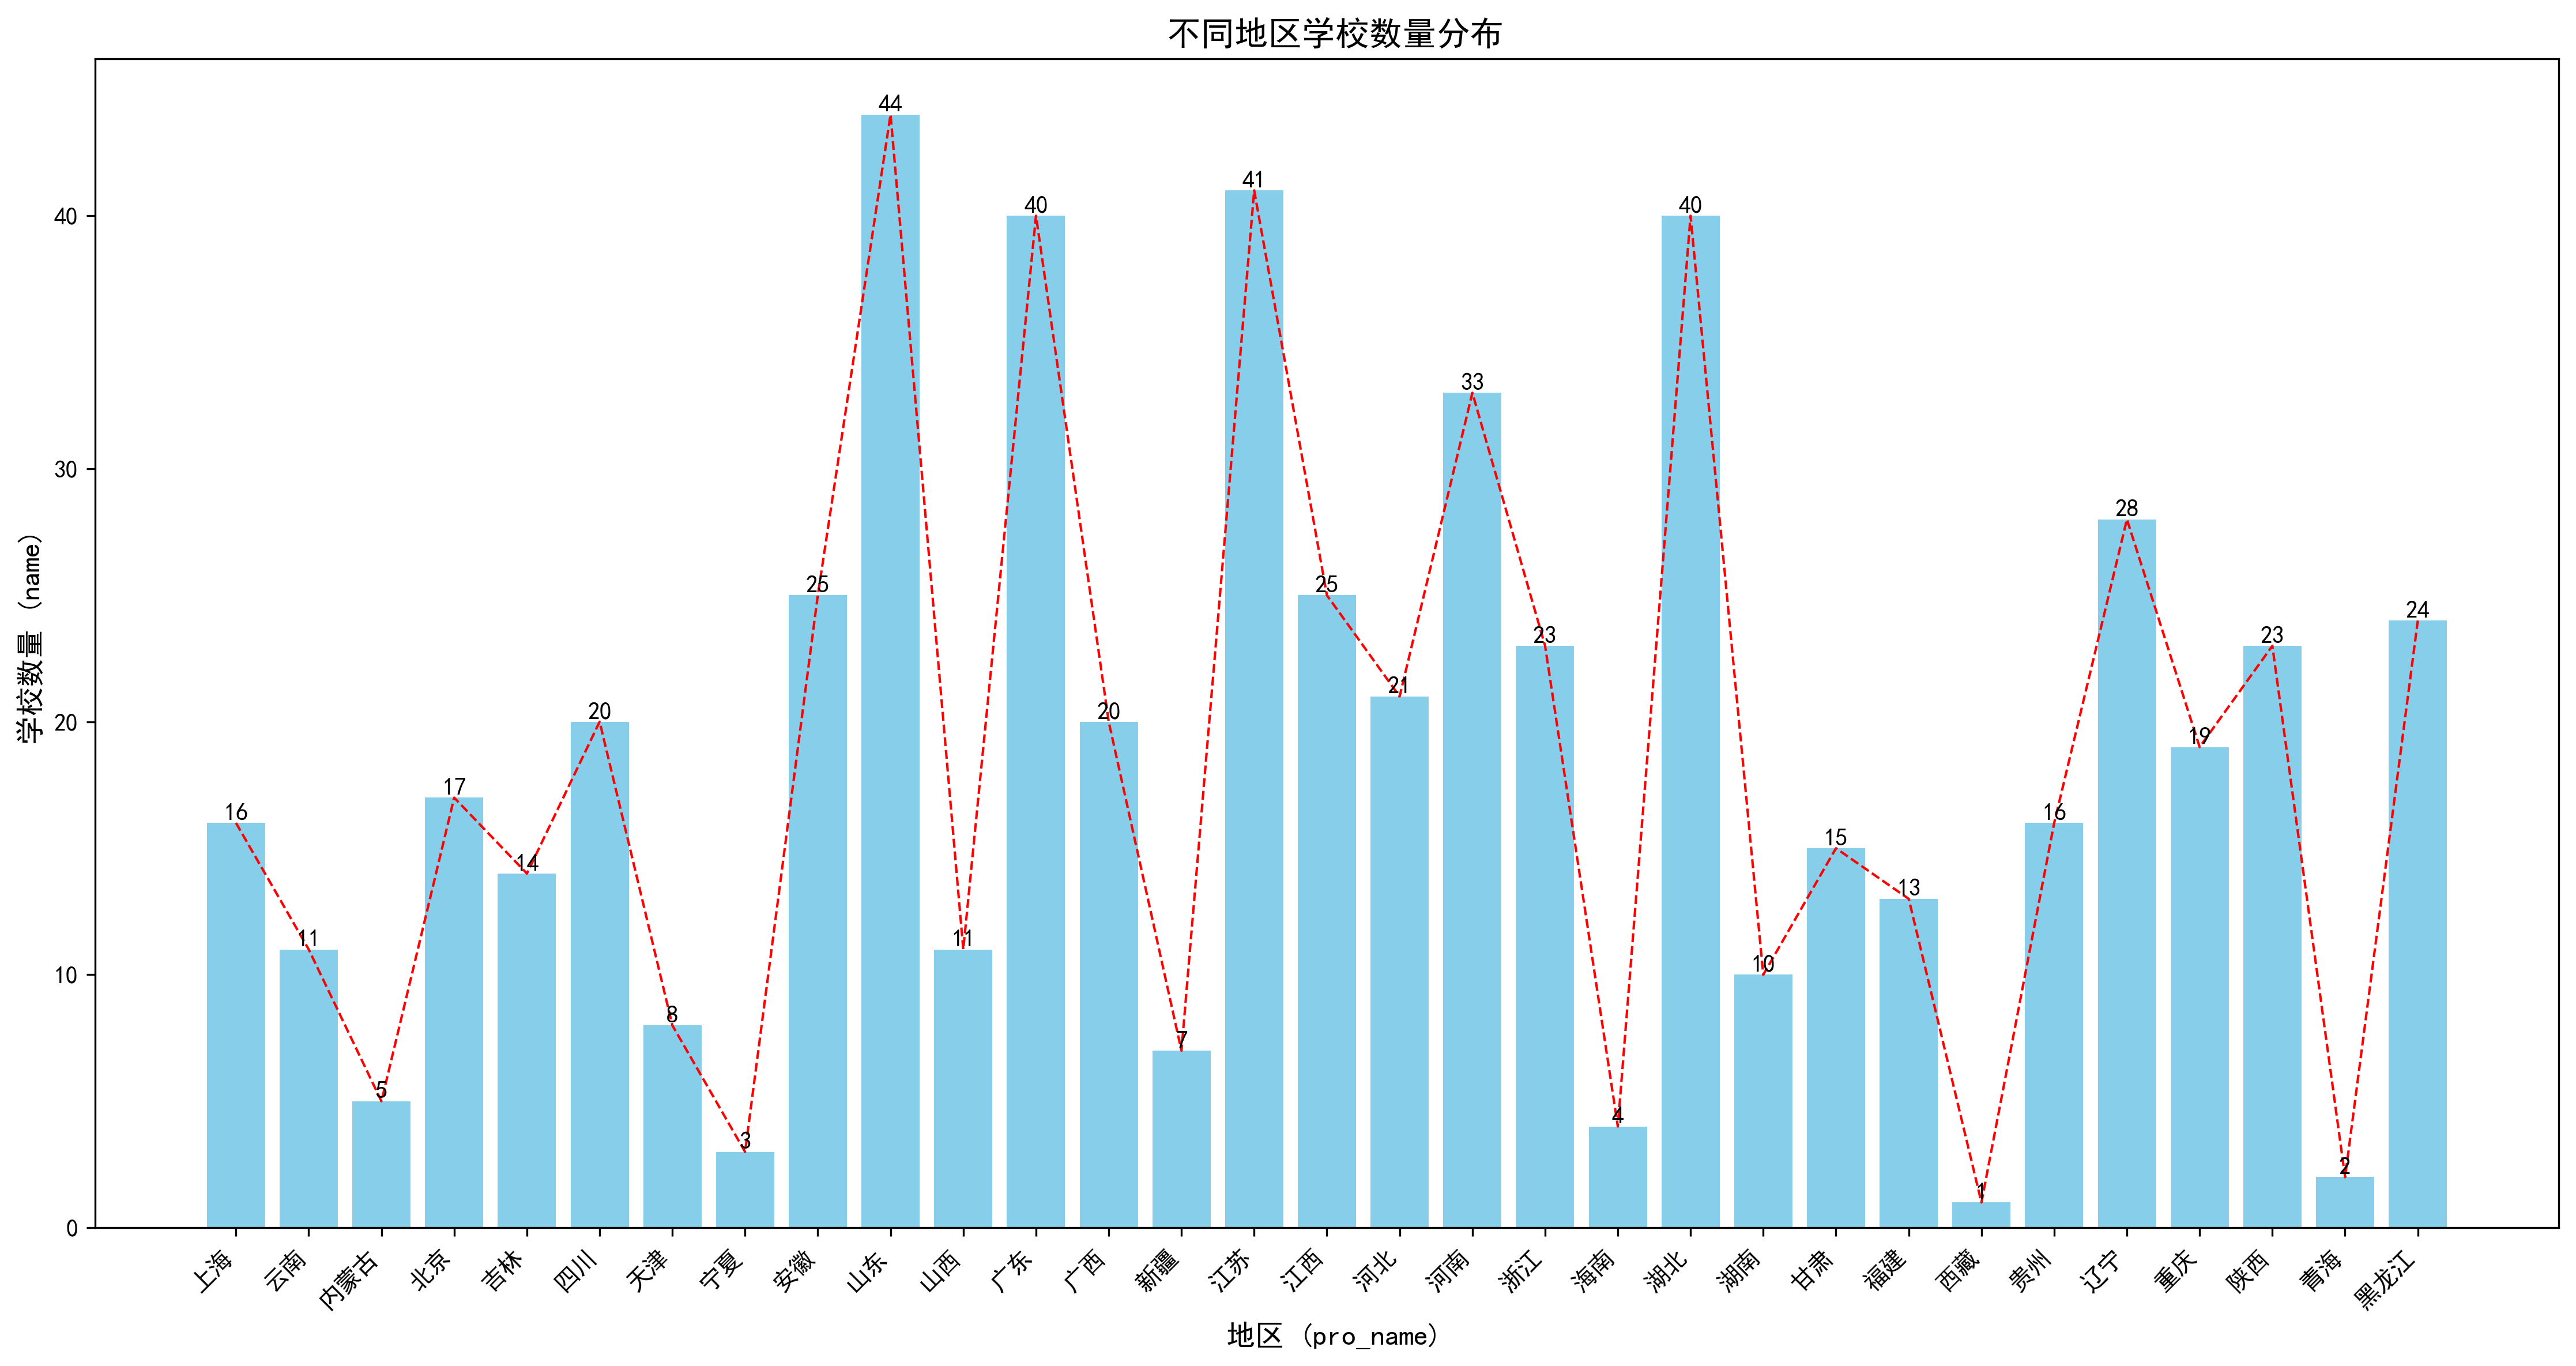 不同地区学校数量分布
学校数量 (name)
40
30
20
10
0
16
11
5
17
14
20
8
3
25
44
11
40
20
7
41
25
21
33
23
4
40
10
15
13
1
16
28
19
23
2
24
上海
云南
内蒙古
北京
吉林
四川
天津
宁夏
安徽
山东
山西
广东
广西
新疆
江苏
江西
河北
河南
浙江
海南
湖北
湖南
甘肃
福建
西藏
贵州
辽宁
重庆
陕西
青海
黑龙江
地区 (pro_name)